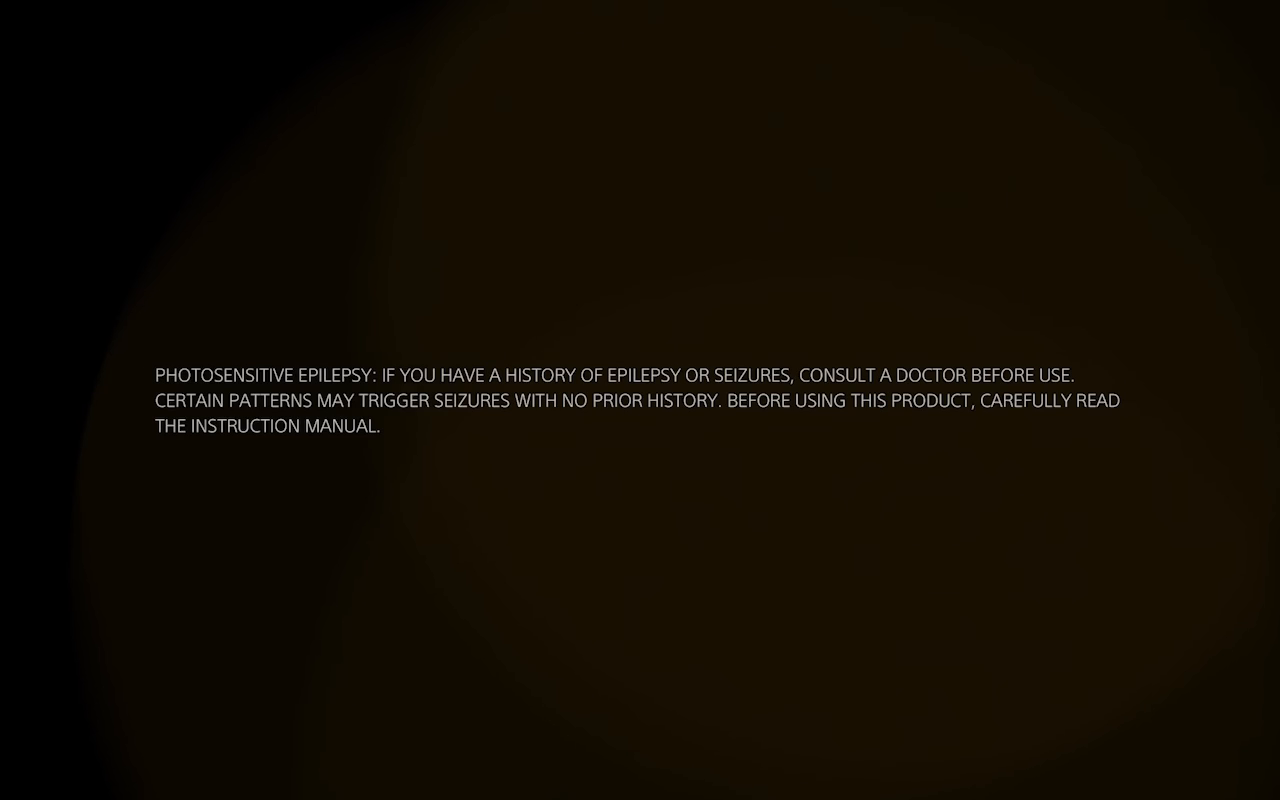 PHOTOSENSITIVE EPILEPSY: IF YOU HAVE A HISTORY OF EPILEPSY OR SEIZURES, CONSULT A DOCTOR BEFORE USE.
CERTAIN PATTERNS MAY TRIGGER SEIZURES WITH NO PRIOR HISTORY. BEFORE USING THIS PRODUCT, CAREFULLY READ
THE INSTRUCTION MANUAL.